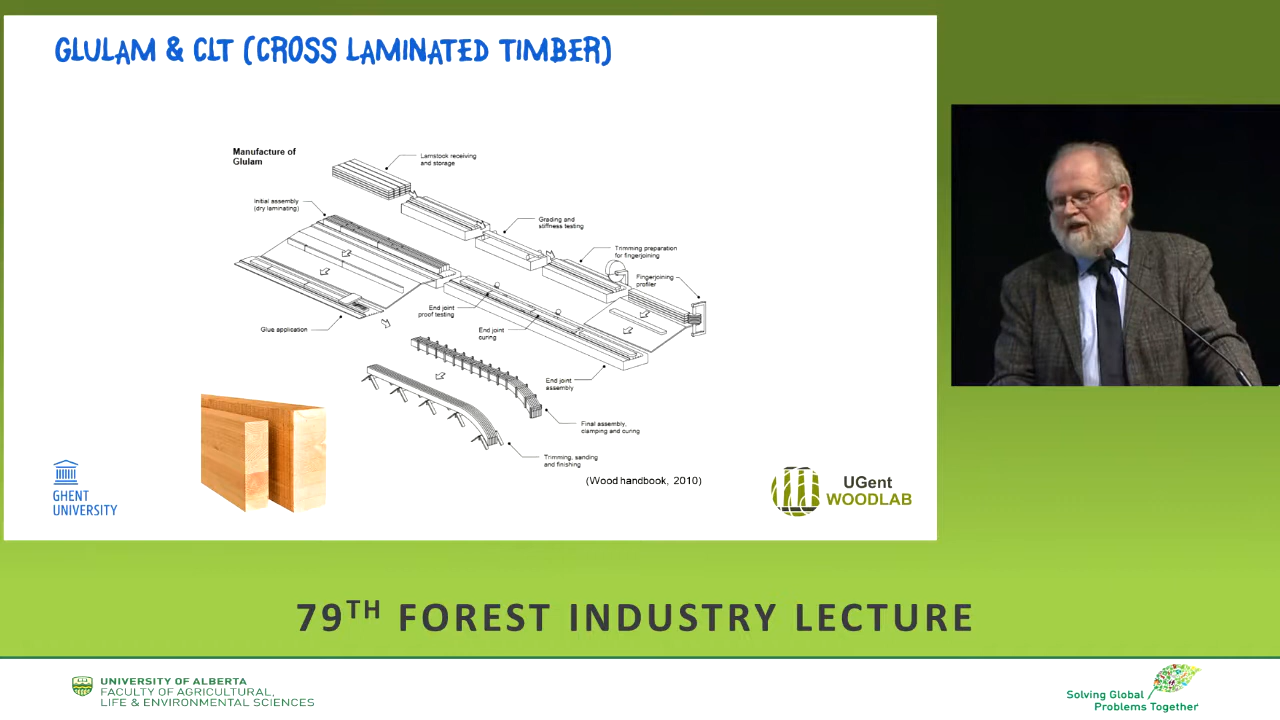 GLULAM & CLT (CROSS LAMINATED TIMBER)
Manufacture of
Glulam
Lamstock receiving
and storage
Initial assembly
(dry laminating)
Grading and
stiffness testing
Trimming preparation
for fingerjoining
Fingerjoining
profiler
End joint
proof testing
Glue application
End joint
curing
End joint
assembly
Final assembly,
clamping and curing
Trimming, sanding
and finishing
(Wood handbook, 2010)
GHENT
UNIVERSITY
UGent
WOODLAB
79TH FOREST INDUSTRY LECTURE
UNIVERSITY OF ALBERTA
FACULTY OF AGRICULTURAL,
LIFE & ENVIRONMENTAL SCIENCES
Solving Global
Problems Together